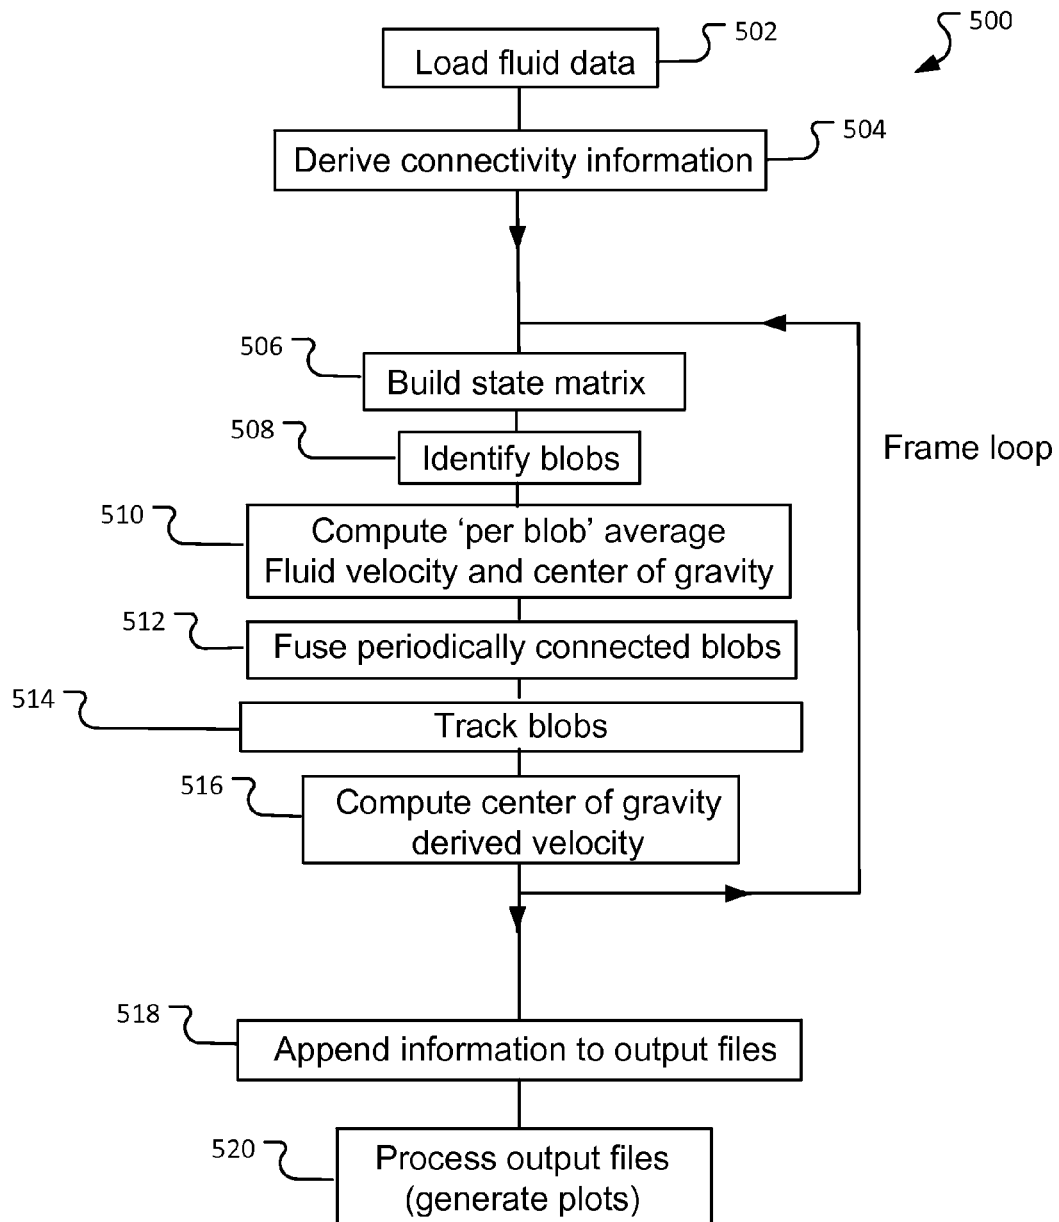 500
502
Load fluid data
504
Derive connectivity information
506
Build state matrix
508
Identify blobs
Frame loop
510
Compute ‘per blob’ average
Fluid velocity and center of gravity
512
Fuse periodically connected blobs
514
Track blobs
516
Compute center of gravity
derived velocity
518
Append information to output files
520
Process output files
(generate plots)